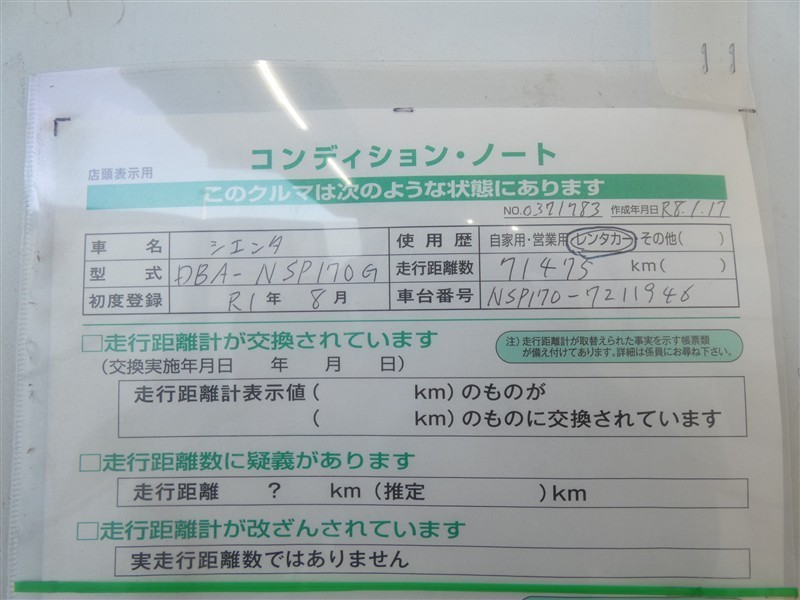 コンディション・ノート
店頭表示用
このクルマは次のような状態にあります
NO.0371783 作成年月日 R8.1.17
車名 シエンタ 使用歴 自家用・営業用・レンタカー・その他( )
型式 DBA-NSP170G 走行距離数 71475 km( )
初度登録 R1年 8月 車台番号 NSP170-7211946
□走行距離計が交換されています
(交換実施年月日 年 月 日)
注)走行距離計が取替えられた事実を示す帳票類
が備え付けてあります。詳細は係員にお尋ね下さい。
走行距離計表示値( km)のものが
( km)のものに交換されています
□走行距離数に疑義があります
走行距離 ? km(推定 )km
□走行距離計が改ざんされています
実走行距離数ではありません